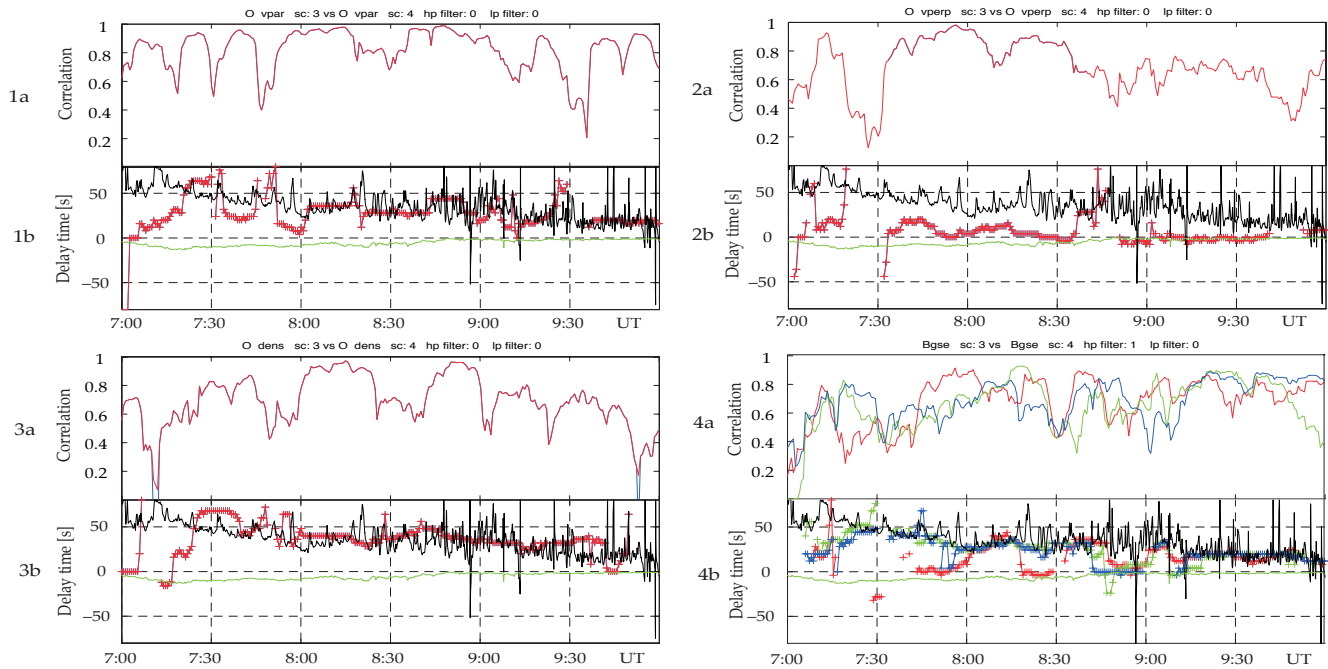 O vpar sc: 3 vs O vpar sc: 4 hp filter: 0 lp filter: 0
1
0.8
0.6
0.4
0.2
Correlation
1a
50
0
−50
Delay time [s]
1b
7:00 7:30 8:00 8:30 9:00 9:30 UT
O vperp sc: 3 vs O vperp sc: 4 hp filter: 0 lp filter: 0
1
0.8
0.6
0.4
0.2
Correlation
2a
50
0
−50
Delay time [s]
2b
7:00 7:30 8:00 8:30 9:00 9:30 UT
O dens sc: 3 vs O dens sc: 4 hp filter: 0 lp filter: 0
1
0.8
0.6
0.4
0.2
Correlation
3a
50
0
−50
Delay time [s]
3b
7:00 7:30 8:00 8:30 9:00 9:30 UT
Bgse sc: 3 vs Bgse sc: 4 hp filter: 1 lp filter: 0
1
0.8
0.6
0.4
0.2
Correlation
4a
50
0
−50
Delay time [s]
4b
7:00 7:30 8:00 8:30 9:00 9:30 UT